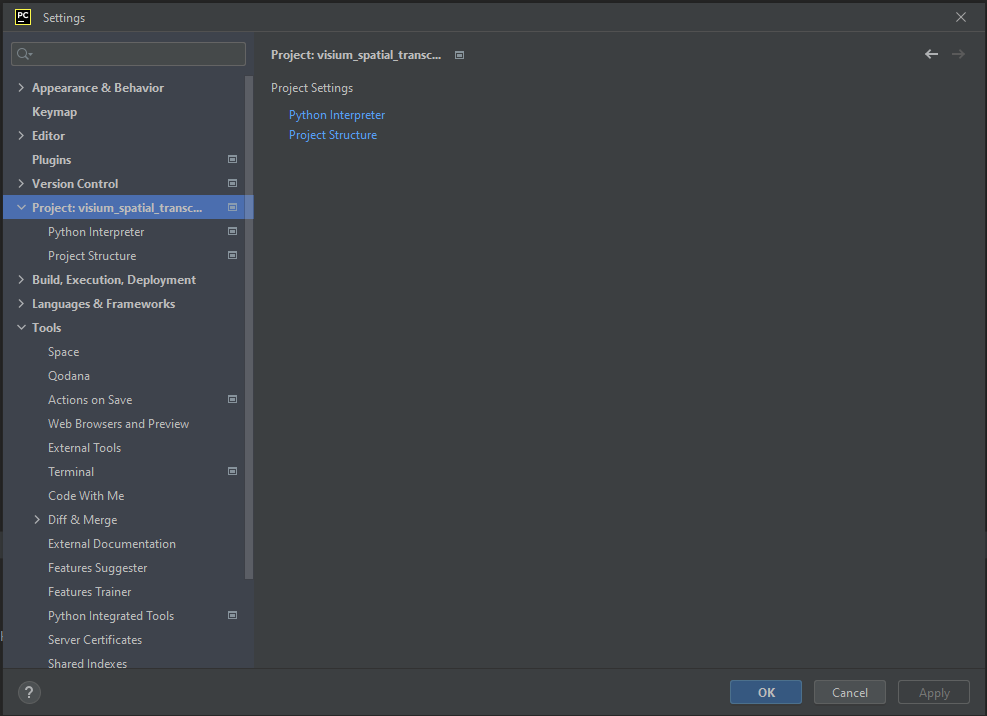 PC Settings
Project: visium_spatial_transc...
Project Settings
Python Interpreter
Project Structure
Appearance & Behavior
Keymap
Editor
Plugins
Version Control
Project: visium_spatial_transc...
Python Interpreter
Project Structure
Build, Execution, Deployment
Languages & Frameworks
Tools
Space
Qodana
Actions on Save
Web Browsers and Preview
External Tools
Terminal
Code With Me
Diff & Merge
External Documentation
Features Suggester
Features Trainer
Python Integrated Tools
Server Certificates
Shared Indexes
?
OK
Cancel
Apply